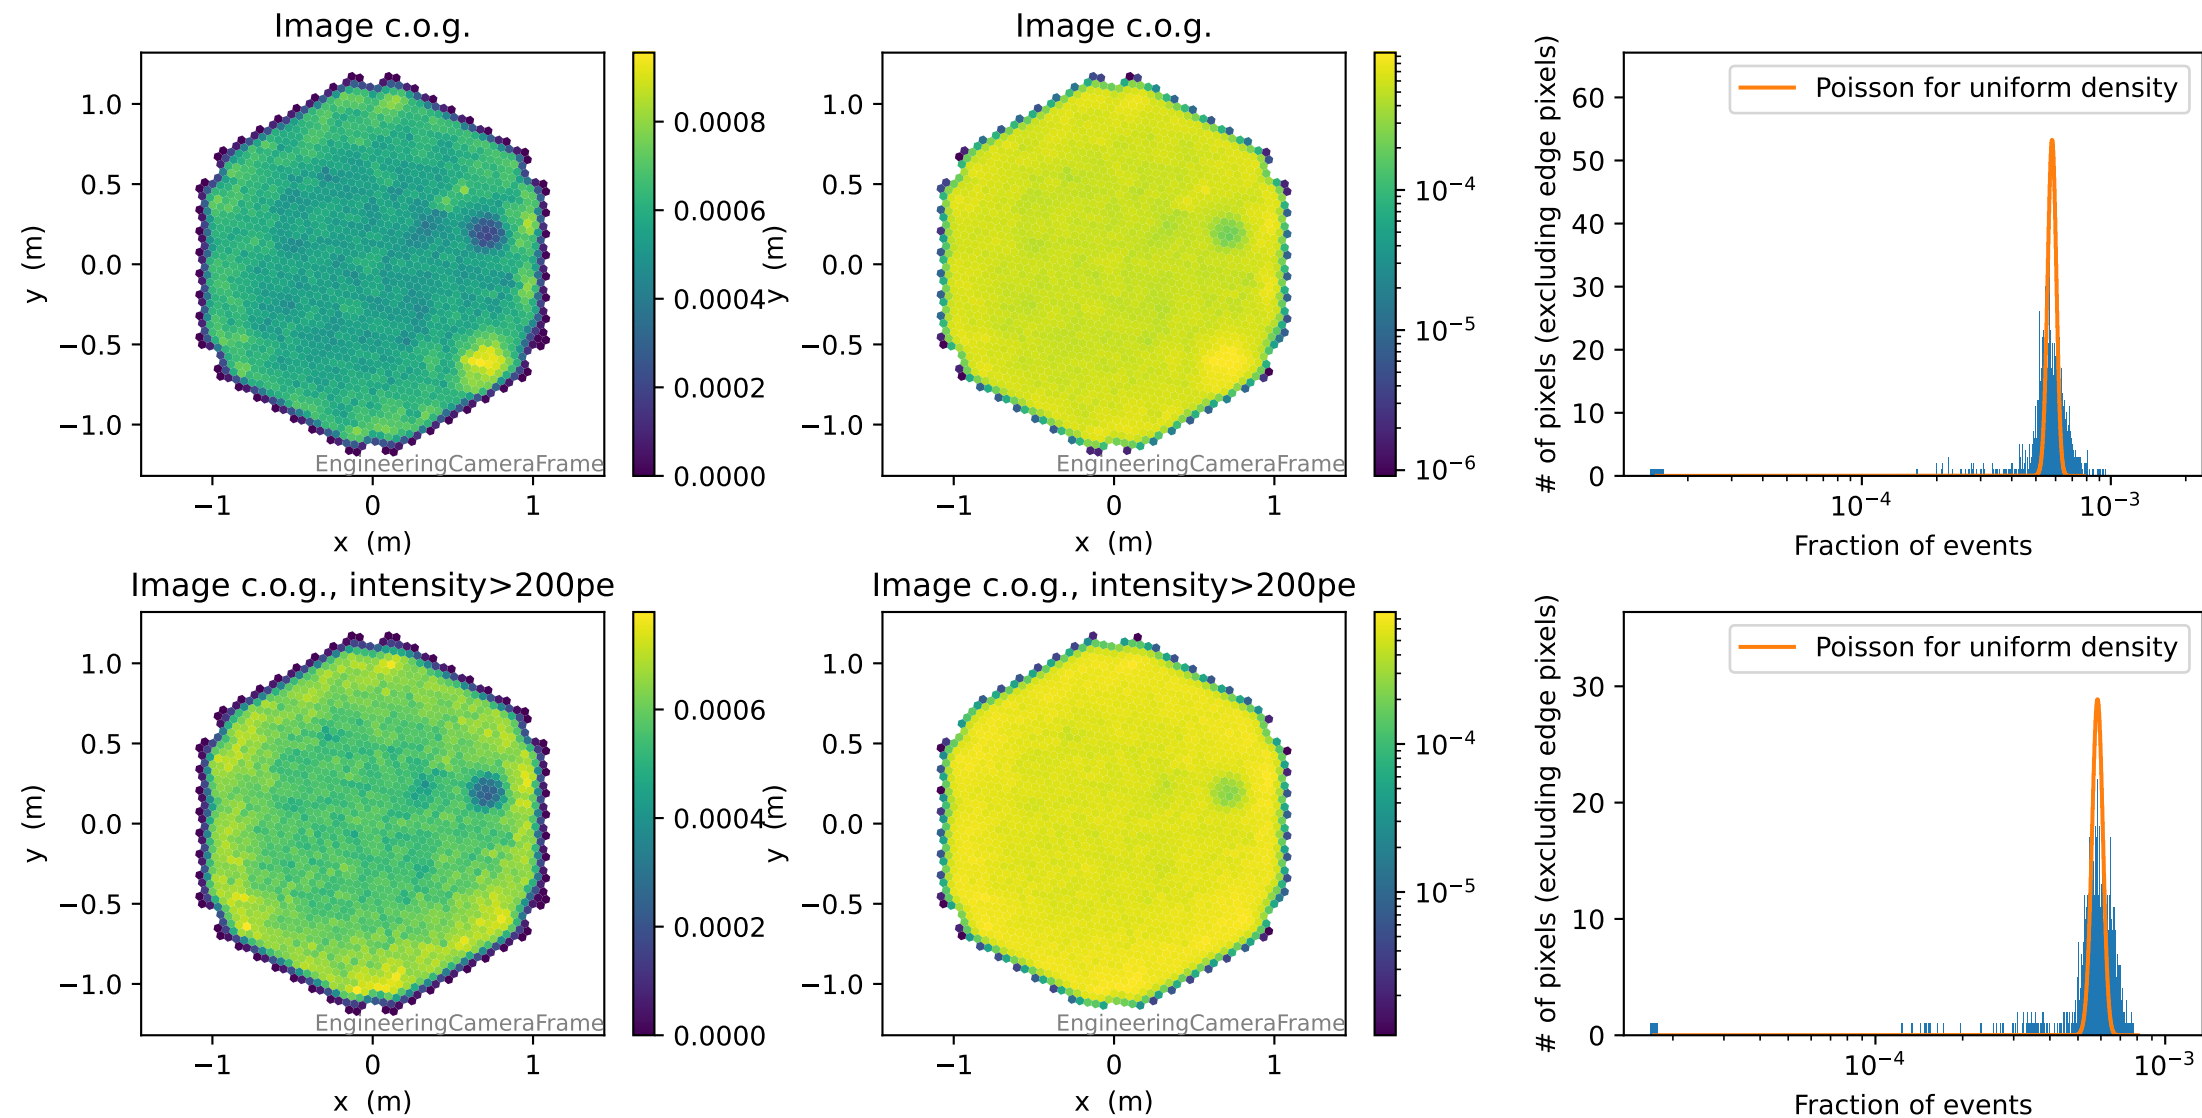 Image c.o.g.
1.0
0.5
0.0
−0.5
−1.0
y (m)
−1
0
1
x (m)
EngineeringCameraFrame
0.0008
0.0006
0.0004
0.0002
0.0000
Image c.o.g.
1.0
0.5
0.0
−0.5
−1.0
y (m)
−1
0
1
x (m)
EngineeringCameraFrame
10⁻⁴
10⁻⁵
10⁻⁶
Poisson for uniform density
# of pixels (excluding edge pixels)
60
50
40
30
20
10
0
10⁻⁴
10⁻³
Fraction of events
Image c.o.g., intensity>200pe
1.0
0.5
0.0
−0.5
−1.0
y (m)
−1
0
1
x (m)
EngineeringCameraFrame
0.0006
0.0004
0.0002
0.0000
Image c.o.g., intensity>200pe
1.0
0.5
0.0
−0.5
−1.0
y (m)
−1
0
1
x (m)
EngineeringCameraFrame
10⁻⁴
10⁻⁵
Poisson for uniform density
# of pixels (excluding edge pixels)
30
20
10
0
10⁻⁴
10⁻³
Fraction of events